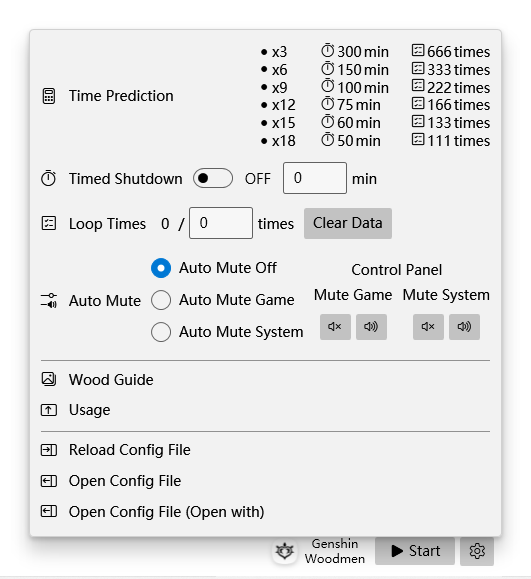 • x3 300 min 666 times
• x6 150 min 333 times
• x9 100 min 222 times
Time Prediction
• x12 75 min 166 times
• x15 60 min 133 times
• x18 50 min 111 times
Timed Shutdown OFF 0 min
Loop Times 0 / 0 times Clear Data
Auto Mute Off Control Panel
Auto Mute Auto Mute Game Mute Game Mute System
Auto Mute System
Wood Guide
Usage
Reload Config File
Open Config File
Open Config File (Open with)
Genshin
Woodmen Start